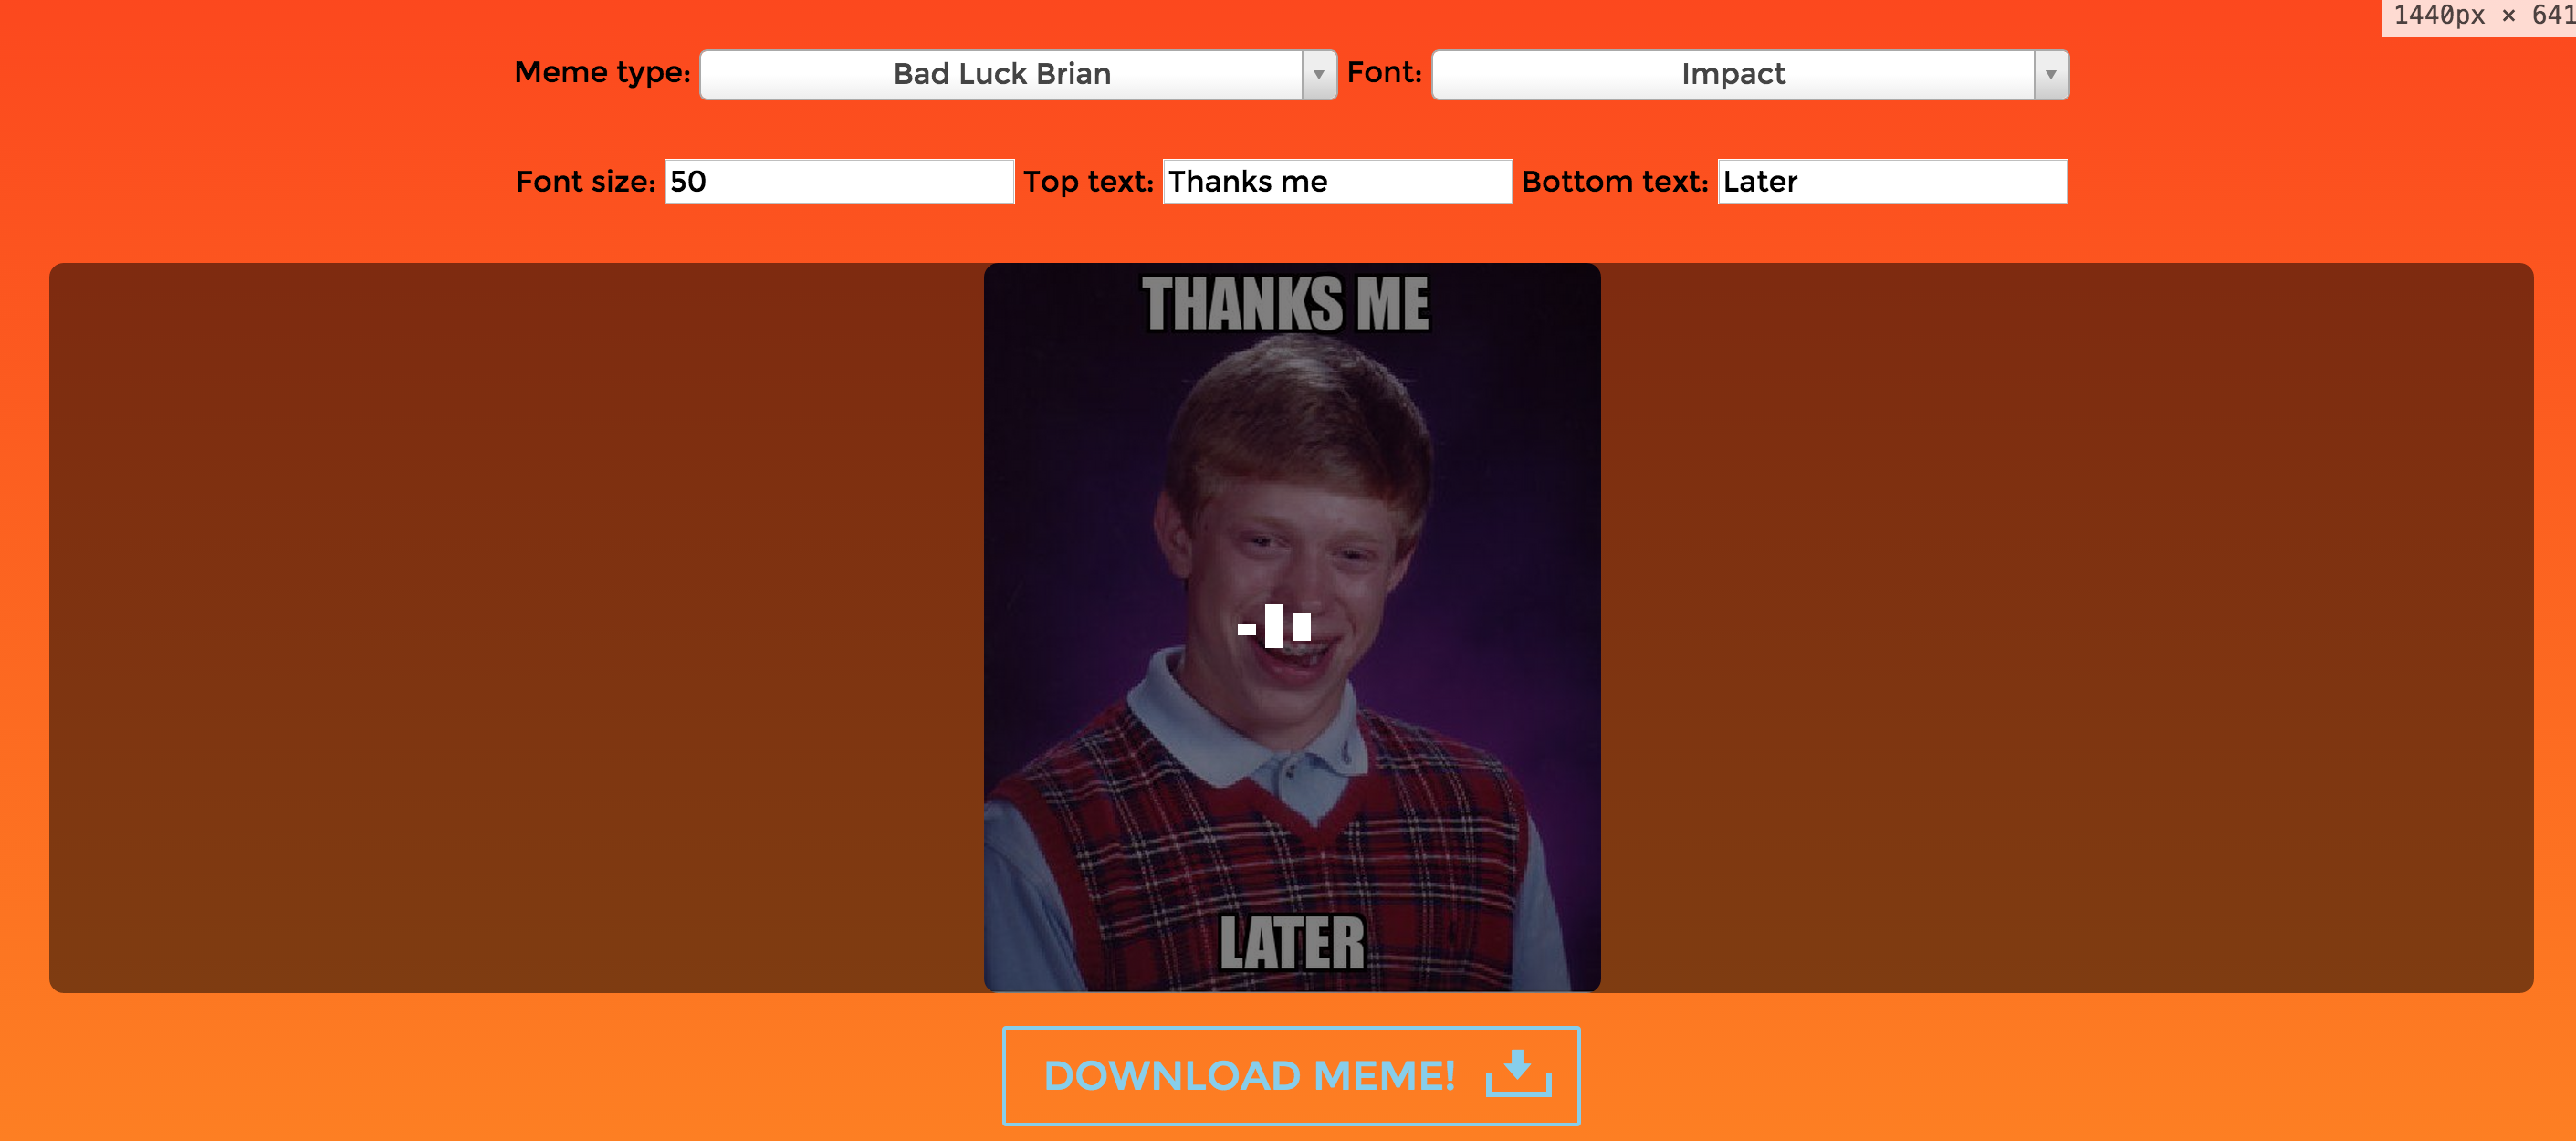 1440px × 641
Meme type: Bad Luck Brian Font: Impact
Font size: 50 Top text: Thanks me Bottom text: Later
THANKS ME
LATER
DOWNLOAD MEME!